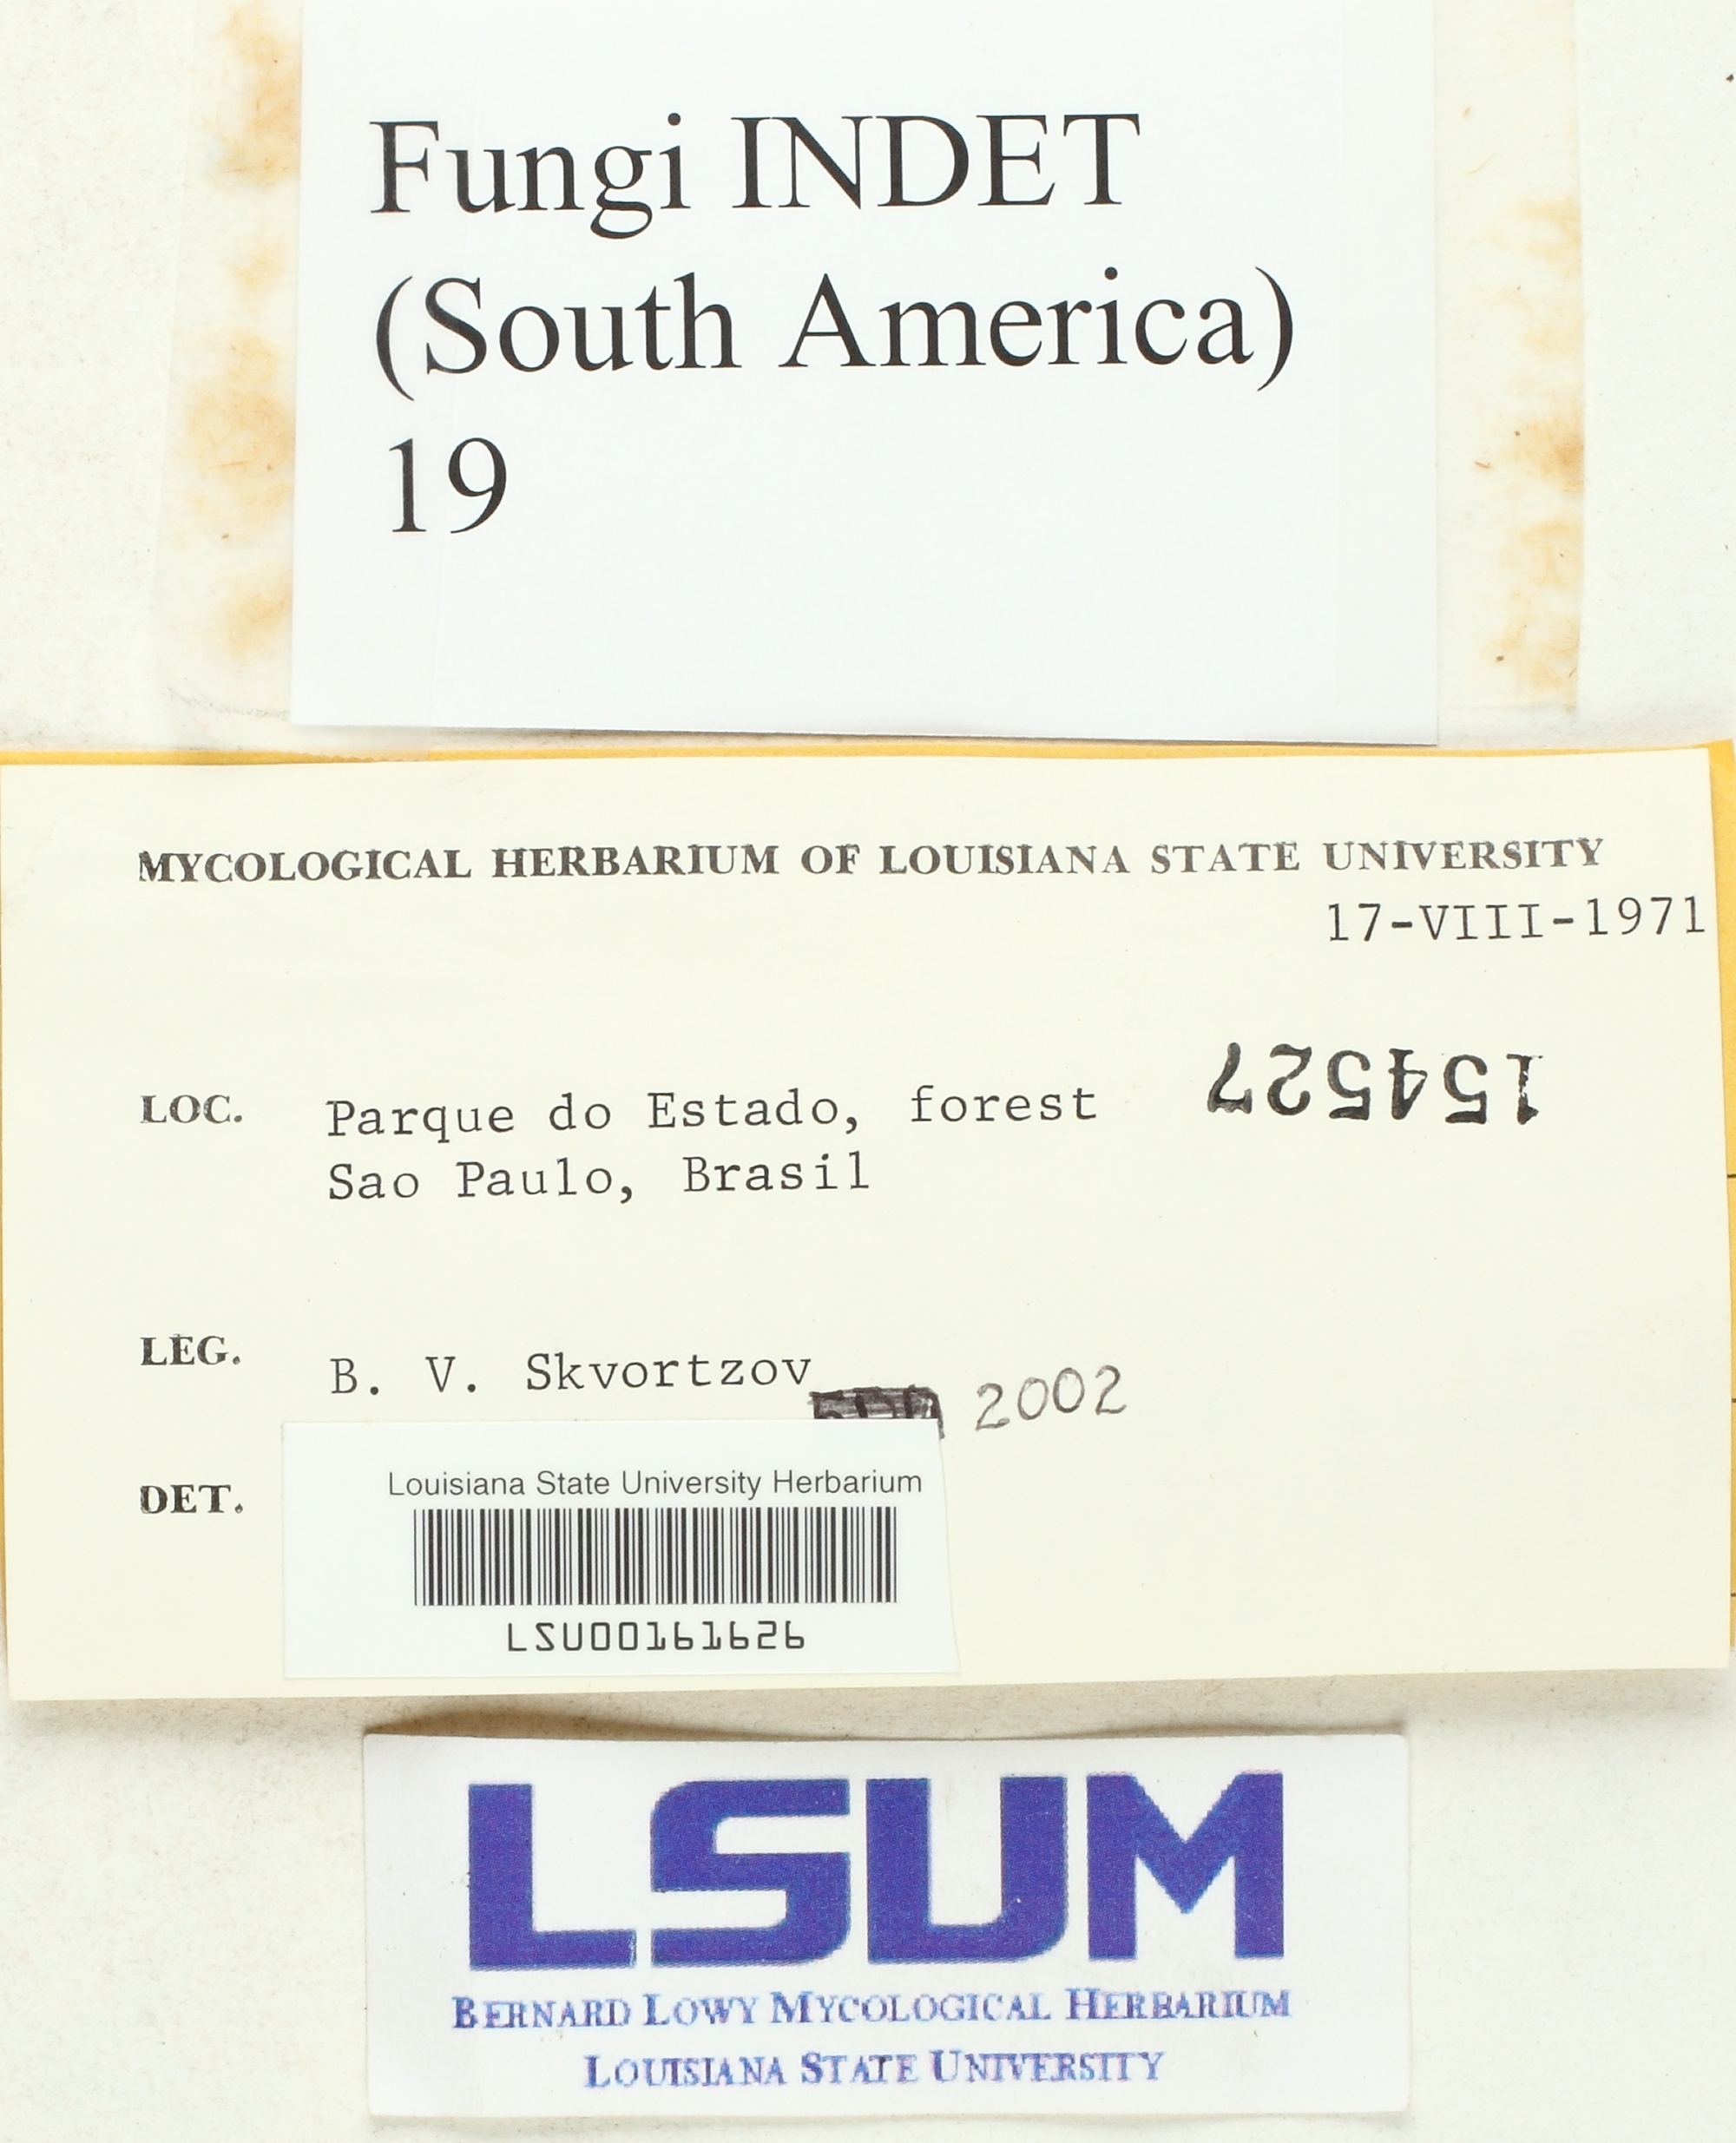 Fungi INDET
(South America)
19
MYCOLOGICAL HERBARIUM OF LOUISIANA STATE UNIVERSITY
17-VIII-1971
154527
LOC. Parque do Estado, forest
Sao Paulo, Brasil
LEG. B. V. Skvortzov
2002
DET.
Louisiana State University Herbarium
LSU00161626
LSUM
BERNARD LOWY MYCOLOGICAL HERBARIUM
LOUISIANA STATE UNIVERSITY